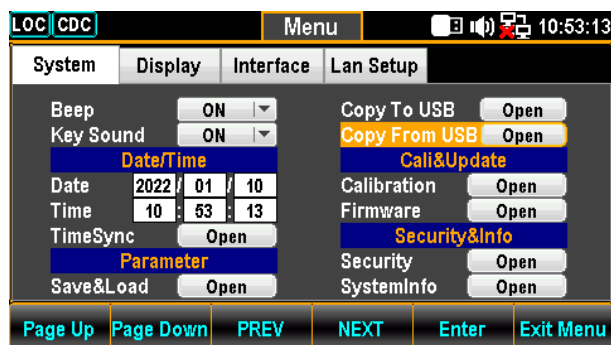 LOC CDC Menu 10:53:13
System Display Interface Lan Setup
Beep ON Copy To USB Open
Key Sound ON Copy From USB Open
Date/Time Cali&Update
Date 2022 / 01 / 10 Calibration Open
Time 10 : 53 : 13 Firmware Open
TimeSync Open Security&Info
Parameter Security Open
Save&Load Open SystemInfo Open
Page Up Page Down PREV NEXT Enter Exit Menu